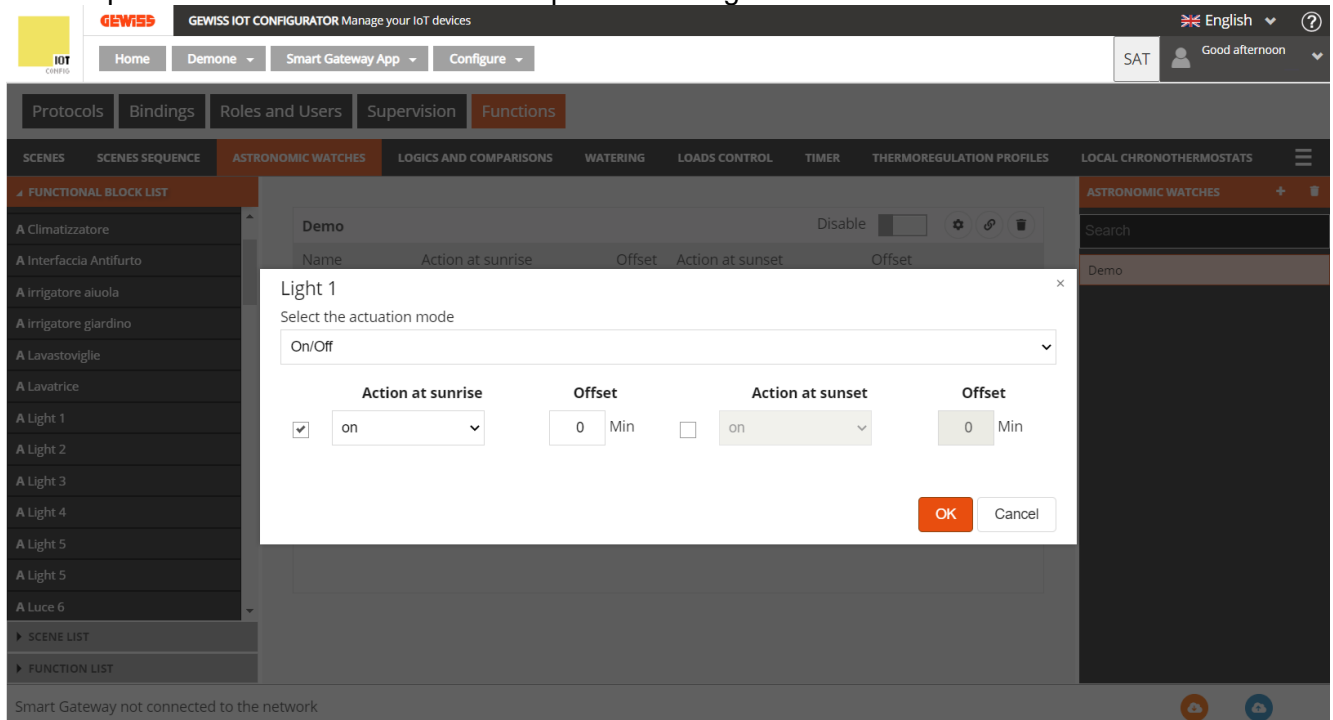 GEWISS
GEWISS IOT CONFIGURATOR Manage your IoT devices
English
?
IOT
CONFIG
Home
Demone
Smart Gateway App
Configure
SAT
Good afternoon
Protocols
Bindings
Roles and Users
Supervision
Functions
SCENES
SCENES SEQUENCE
ASTRONOMIC WATCHES
LOGICS AND COMPARISONS
WATERING
LOADS CONTROL
TIMER
THERMOREGULATION PROFILES
LOCAL CHRONOTHERMOSTATS
FUNCTIONAL BLOCK LIST
A Climatizzatore
A Interfaccia Antifurto
A irrigatore aiuola
A irrigatore giardino
A Lavastoviglie
A Lavatrice
A Light 1
A Light 2
A Light 3
A Light 4
A Light 5
A Light 5
A Luce 6
SCENE LIST
FUNCTION LIST
Demo
Disable
Name Action at sunrise Offset Action at sunset Offset
Light 1
×
Select the actuation mode
On/Off
Action at sunrise Offset Action at sunset Offset
on 0 Min on 0 Min
OK
Cancel
ASTRONOMIC WATCHES +
Search
Demo
Smart Gateway not connected to the network